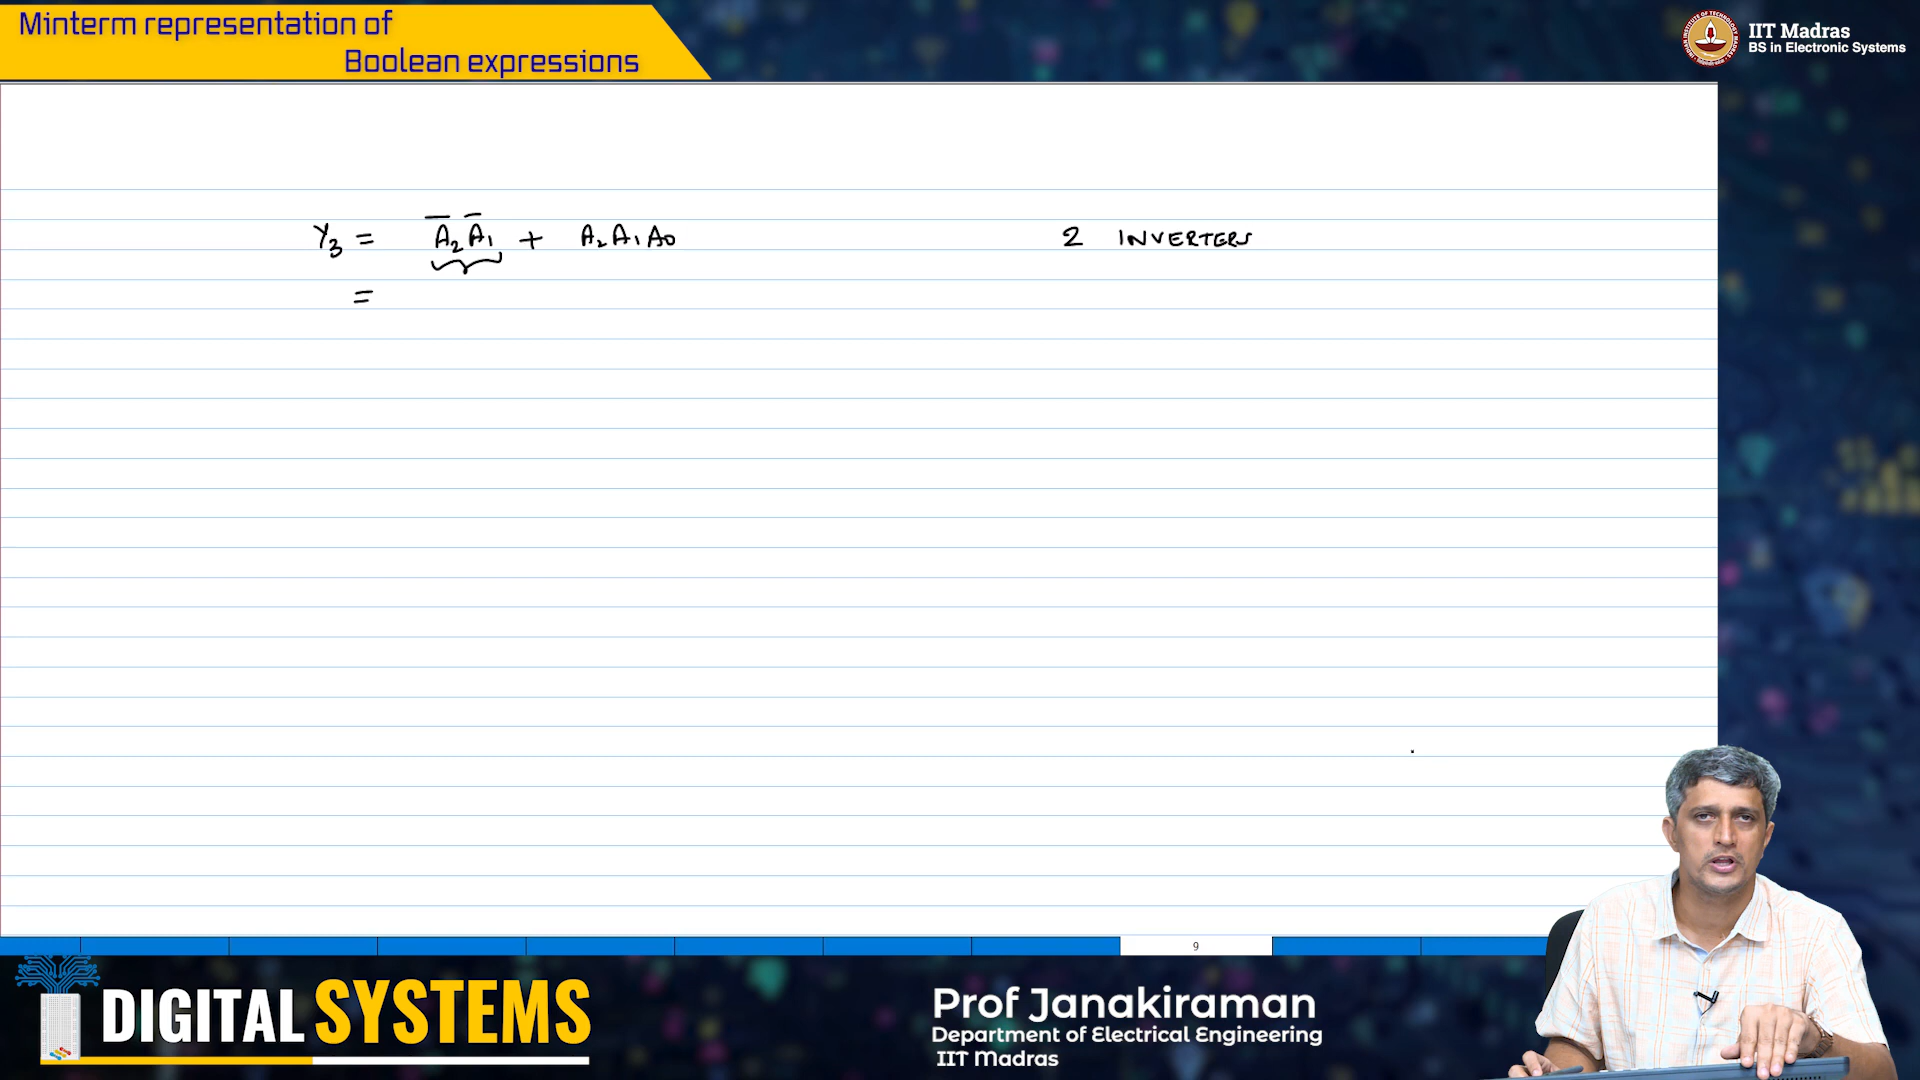 Minterm representation of
Boolean expressions
IIT Madras
BS in Electronic Systems
Y₃ = A̅₂A̅₁ + A₂A₁A₀
2 INVERTERS
=
9
DIGITAL SYSTEMS
Prof Janakiraman
Department of Electrical Engineering
IIT Madras